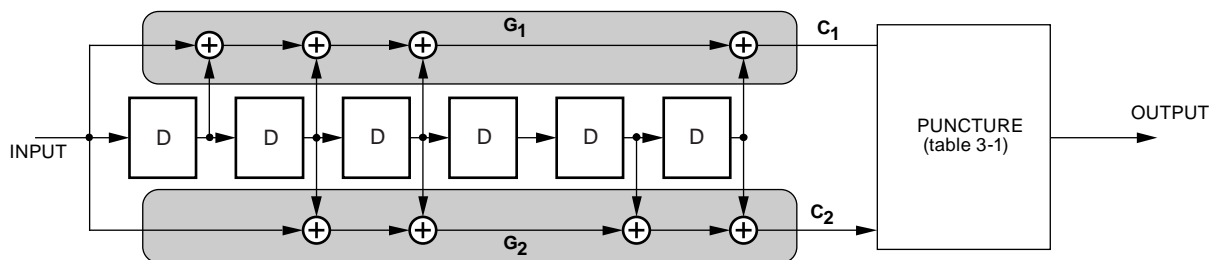 G1
C1
D D D D D D
INPUT
PUNCTURE
(table 3-1)
OUTPUT
G2
C2